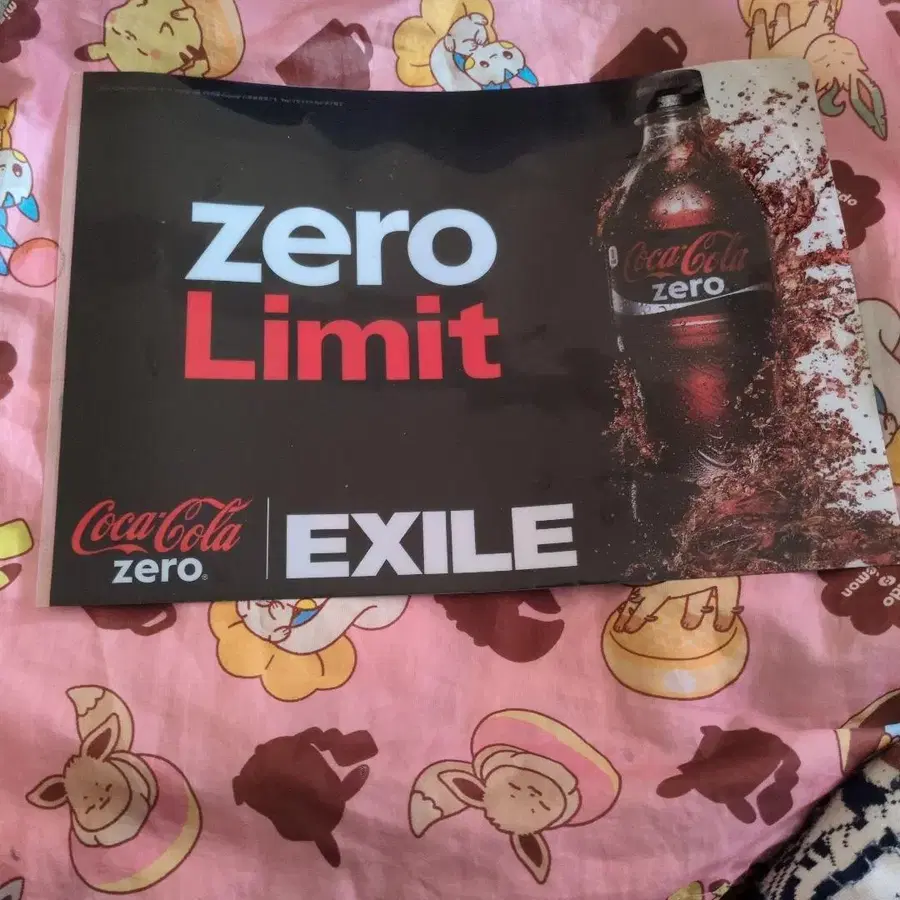 zero
Limit
Coca-Cola
zero
Coca-Cola
zero®
EXILE